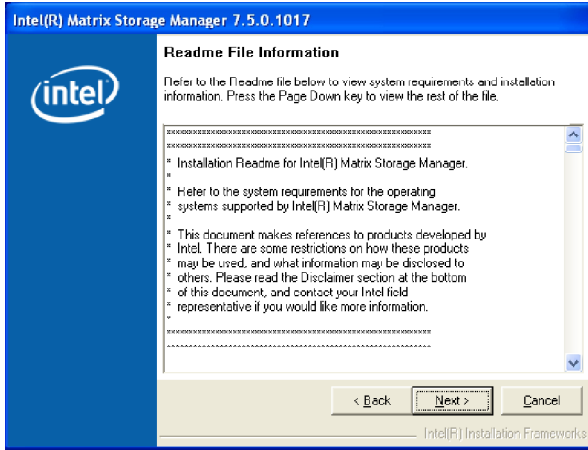 Intel(R) Matrix Storage Manager 7.5.0.1017
intel
Readme File Information
Refer to the Readme file below to view system requirements and installation
information. Press the Page Down key to view the rest of the file.
******************************************************
******************************************************
* Installation Readme for Intel(R) Matrix Storage Manager.
*
* Refer to the system requirements for the operating
* systems supported by Intel(R) Matrix Storage Manager.
*
* This document makes references to products developed by
* Intel. There are some restrictions on how these products
* may be used, and what information may be disclosed to
* others. Please read the Disclaimer section at the bottom
* of this document, and contact your Intel field
* representative if you would like more information.
*
******************************************************
******************************************************
< Back
Next >
Cancel
Intel(R) Installation Frameworks